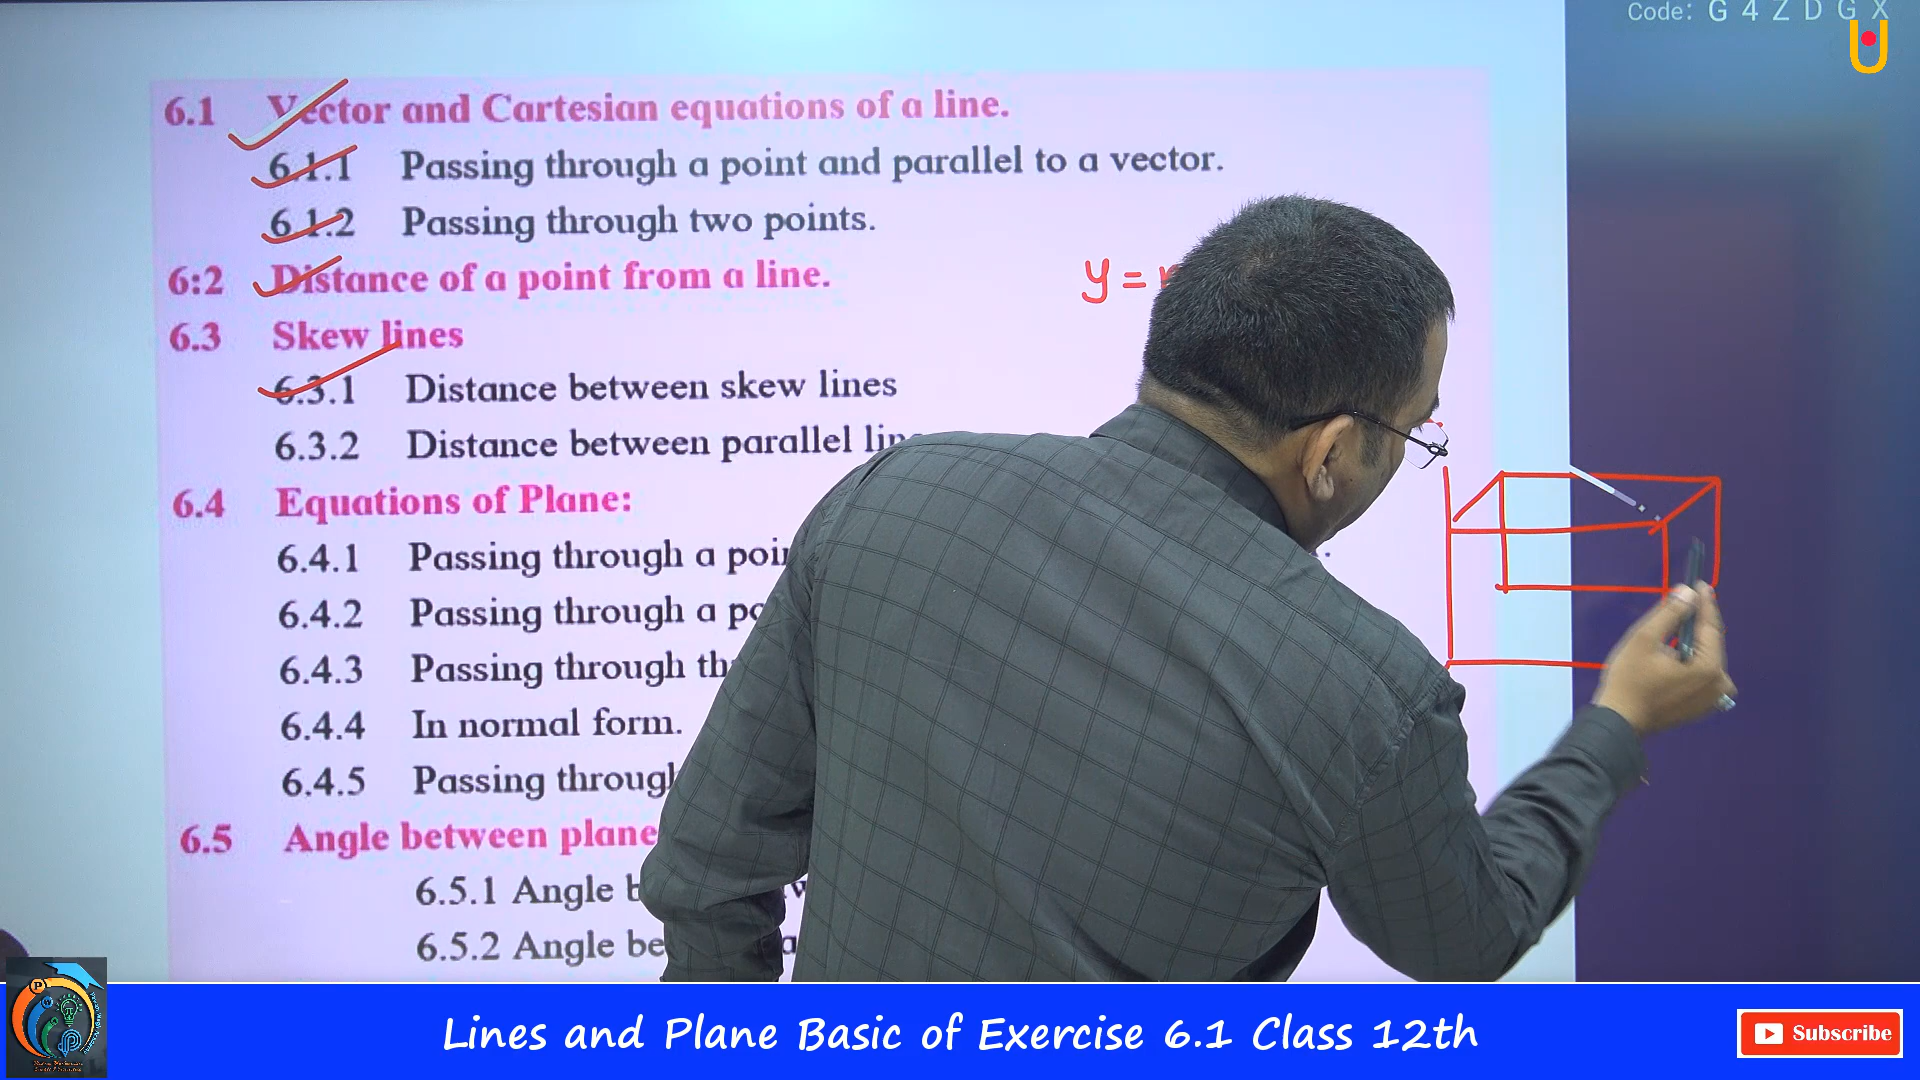 Code: G 4 Z D G X
6.1 Vector and Cartesian equations of a line.
6.1.1 Passing through a point and parallel to a vector.
6.1.2 Passing through two points.
6:2 Distance of a point from a line.
y =
6.3 Skew lines
6.3.1 Distance between skew lines
6.3.2 Distance between parallel
6.4 Equations of Plane:
6.4.1 Passing through a
6.4.2 Passing through a
6.4.3 Passing through
6.4.4 In normal form.
6.4.5 Passing
6.5 Angle between
6.5.1 Angle
6.5.2 Angle
Lines and Plane Basic of Exercise 6.1 Class 12th
Subscribe